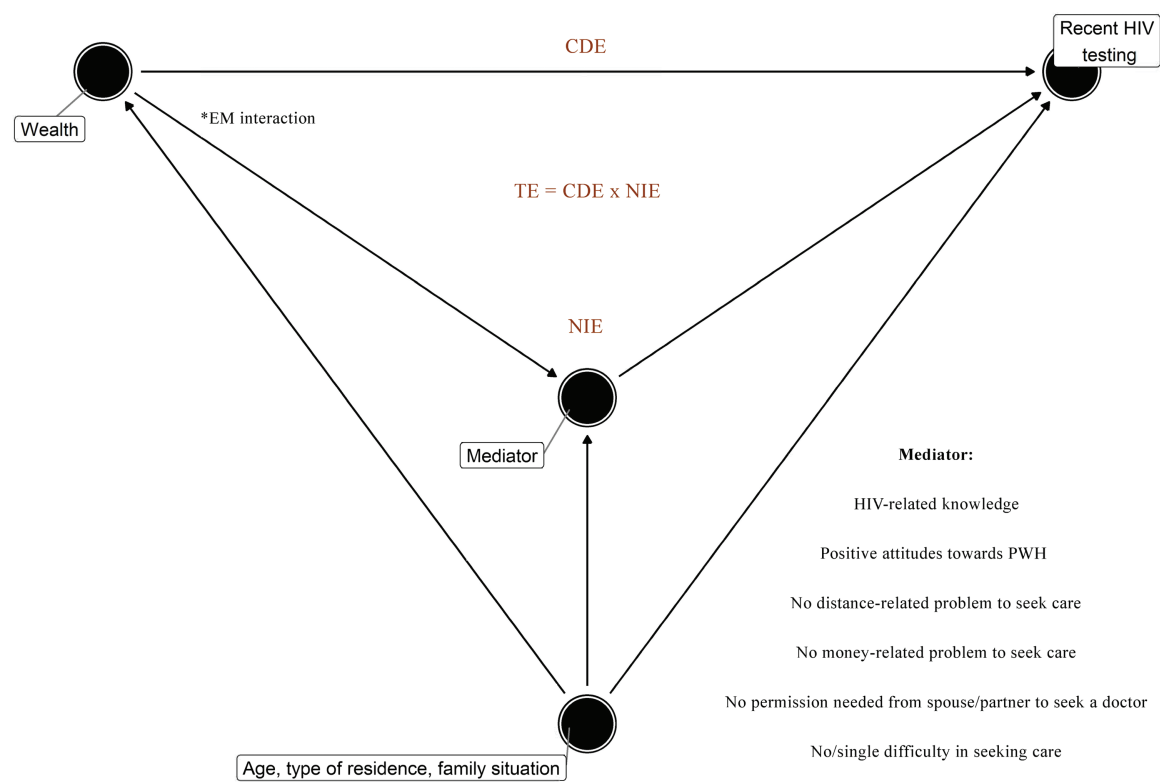 CDE
Recent HIV
testing
Wealth
*EM interaction
TE = CDE x NIE
NIE
Mediator
Mediator:
HIV-related knowledge
Positive attitudes towards PWH
No distance-related problem to seek care
No money-related problem to seek care
No permission needed from spouse/partner to seek a doctor
No/single difficulty in seeking care
Age, type of residence, family situation